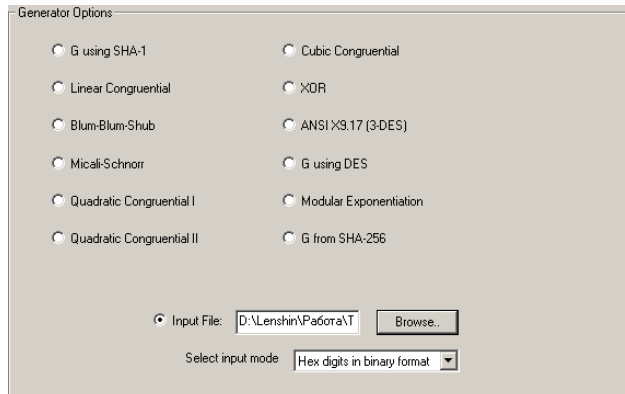 Generator Options
G using SHA-1
Cubic Congruential
Linear Congruential
XOR
Blum-Blum-Shub
ANSI X9.17 (3-DES)
Micali-Schnorr
G using DES
Quadratic Congruential I
Modular Exponentiation
Quadratic Congruential II
G from SHA-256
Input File: D:\Lenshin\Работа\Т Browse..
Select input mode Hex digits in binary format